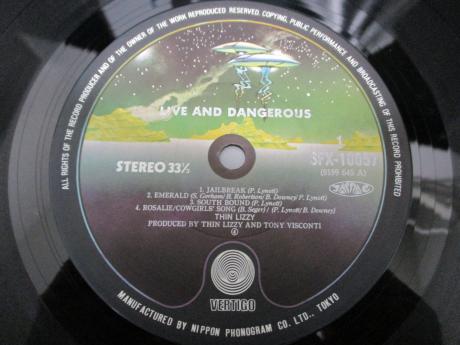 ALL RIGHTS OF THE RECORD PRODUCER AND OF THE OWNER OF THE WORK REPRODUCED RESERVED. COPYING, PUBLIC PERFORMANCE AND BROADCASTING OF THIS RECORD PROHIBITED
LIVE AND DANGEROUS
1
STEREO 33⅓
SFX-10057
(6199 645 A)
1. JAILBREAK (P. Lynott)
2. EMERALD (S. Gorham/B. Robertson/B. Downey/P. Lynott)
3. SOUTH BOUND (P. Lynott)
4. ROSALIE/COWGIRLS' SONG (B. Seger) / (P. Lynott/B. Downey)
THIN LIZZY
PRODUCED BY THIN LIZZY AND TONY VISCONTI
VERTIGO
MANUFACTURED BY NIPPON PHONOGRAM CO. LTD., TOKYO